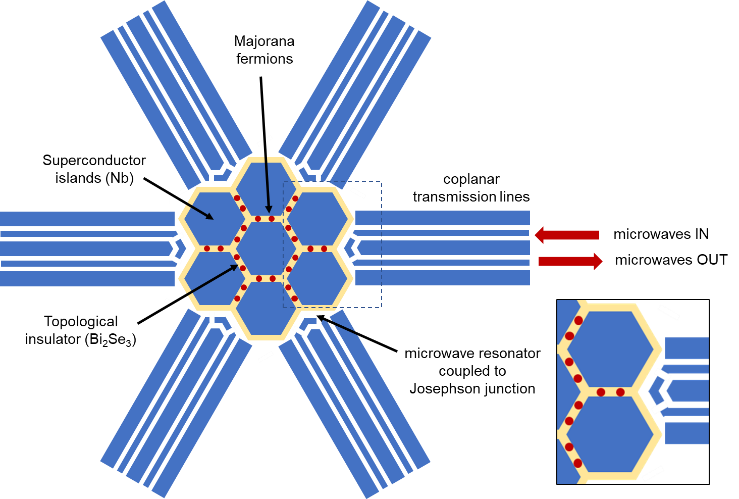 Majorana
fermions
Superconductor
islands (Nb)
coplanar
transmission lines
microwaves IN
microwaves OUT
Topological
insulator (Bi₂Se₃)
microwave resonator
coupled to
Josephson junction